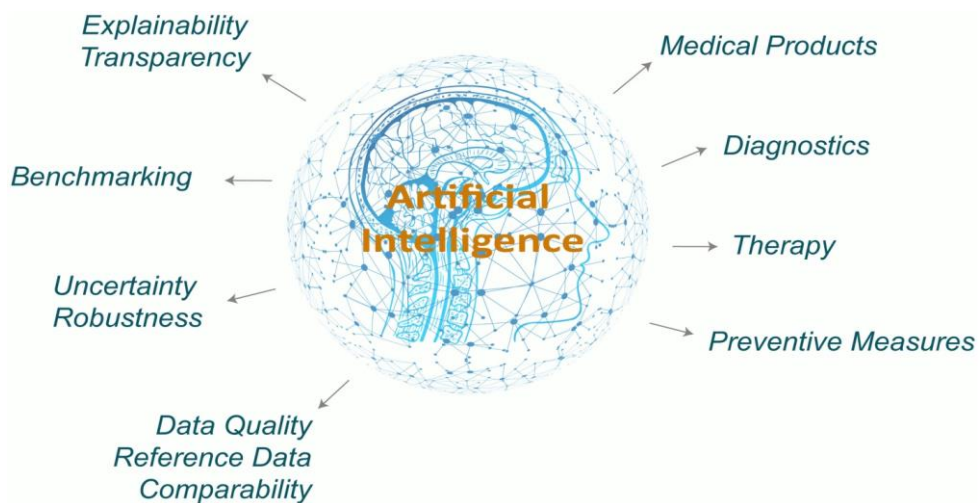 Explainability
Transparency
Medical Products
Benchmarking
Diagnostics
Artificial
Intelligence
Uncertainty
Robustness
Therapy
Preventive Measures
Data Quality
Reference Data
Comparability